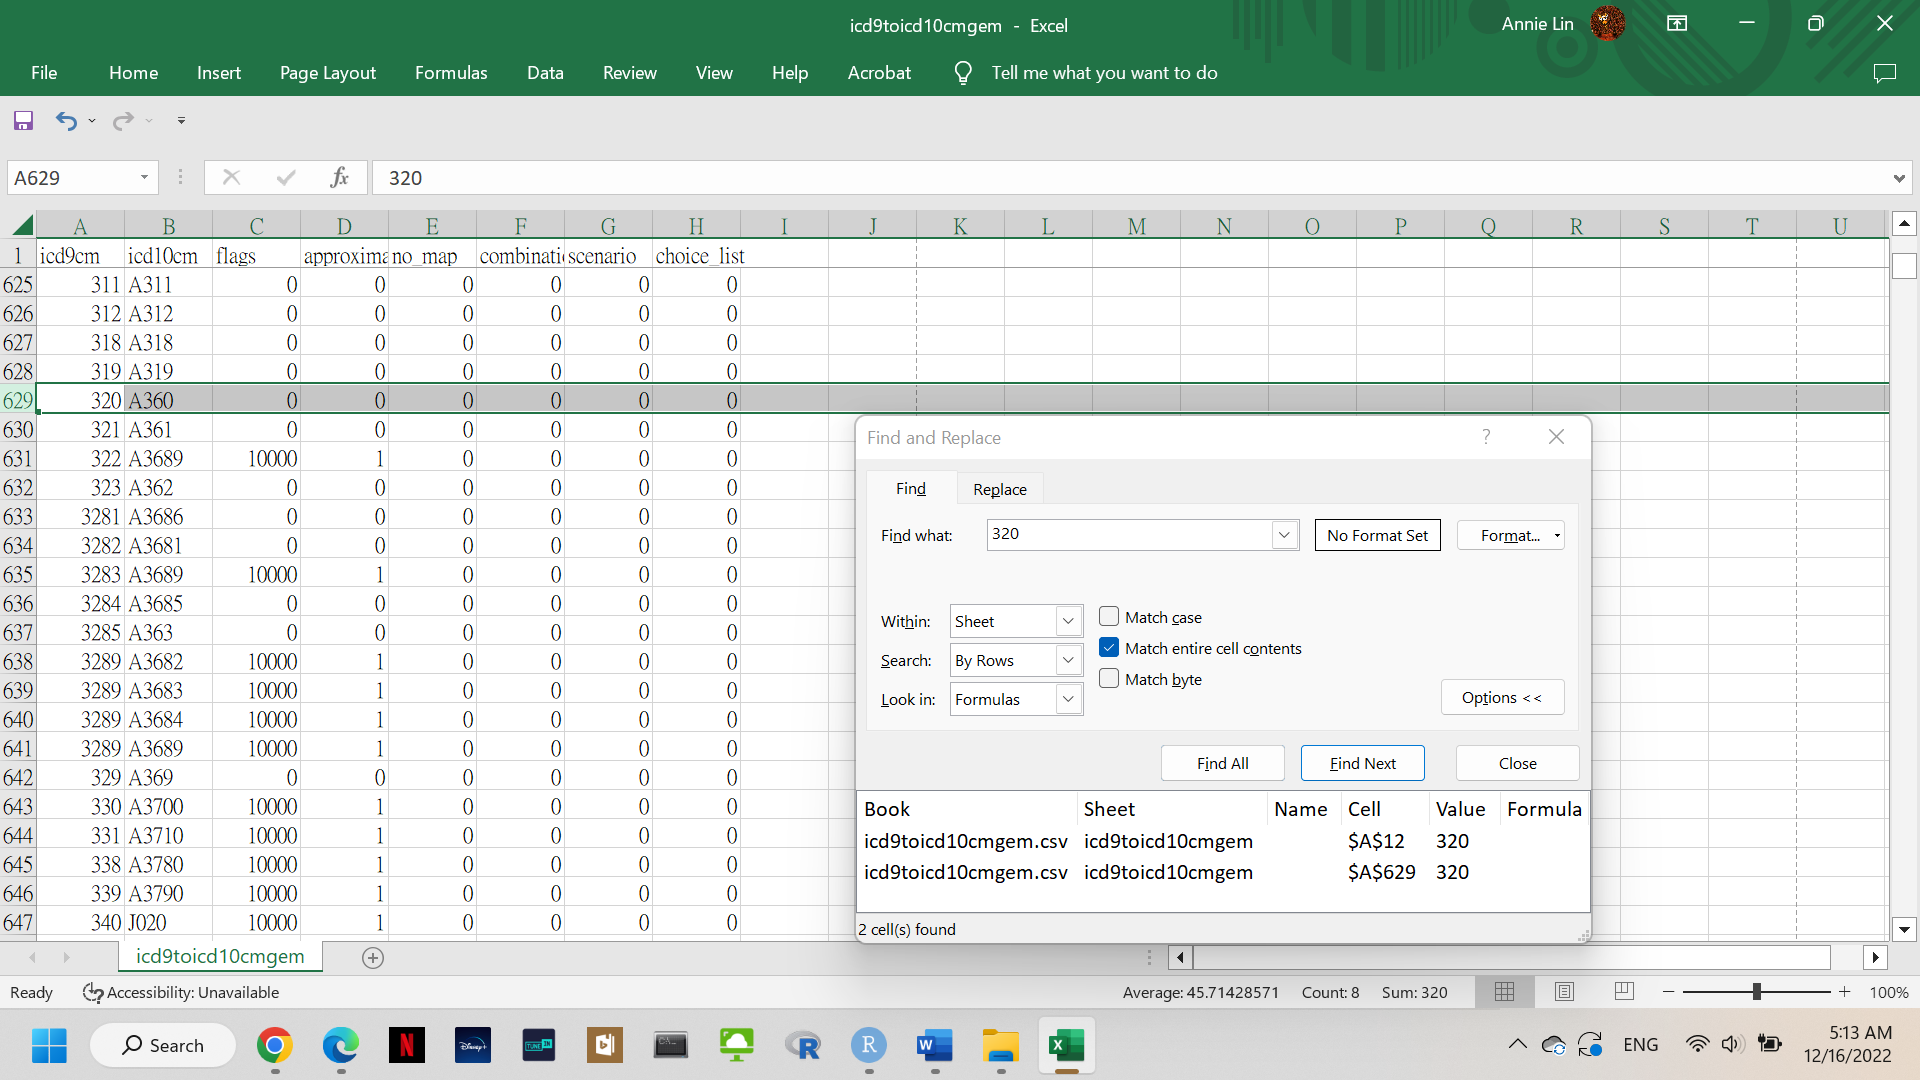 icd9toicd10cmgem - Excel
Annie Lin
File Home Insert Page Layout Formulas Data Review View Help Acrobat Tell me what you want to do
A629 fx 320
A B C D E F G H I J K L M N O P Q R S T U
1 icd9cm icd10cm flags approxima no_map combinati scenario choice_list
625 311 A311 0 0 0 0 0 0
626 312 A312 0 0 0 0 0 0
627 318 A318 0 0 0 0 0 0
628 319 A319 0 0 0 0 0 0
629 320 A360 0 0 0 0 0 0
630 321 A361 0 0 0 0 0 0
631 322 A3689 10000 1 0 0 0 0
632 323 A362 0 0 0 0 0 0
633 3281 A3686 0 0 0 0 0 0
634 3282 A3681 0 0 0 0 0 0
635 3283 A3689 10000 1 0 0 0 0
636 3284 A3685 0 0 0 0 0 0
637 3285 A363 0 0 0 0 0 0
638 3289 A3682 10000 1 0 0 0 0
639 3289 A3683 10000 1 0 0 0 0
640 3289 A3684 10000 1 0 0 0 0
641 3289 A3689 10000 1 0 0 0 0
642 329 A369 0 0 0 0 0 0
643 330 A3700 10000 1 0 0 0 0
644 331 A3710 10000 1 0 0 0 0
645 338 A3780 10000 1 0 0 0 0
646 339 A3790 10000 1 0 0 0 0
647 340 J020 10000 1 0 0 0 0
Find and Replace ?
Find Replace
Find what: 320 No Format Set Format...
Within: Sheet Match case
Search: By Rows Match entire cell contents
Look in: Formulas Match byte
Options <<
Find All Find Next Close
Book Sheet Name Cell Value Formula
icd9toicd10cmgem.csv icd9toicd10cmgem $A$12 320
icd9toicd10cmgem.csv icd9toicd10cmgem $A$629 320
2 cell(s) found
icd9toicd10cmgem
Ready Accessibility: Unavailable Average: 45.71428571 Count: 8 Sum: 320 100%
Search N Disney+ TUNE IN C:\_ R R W X ENG 5:13 AM
12/16/2022